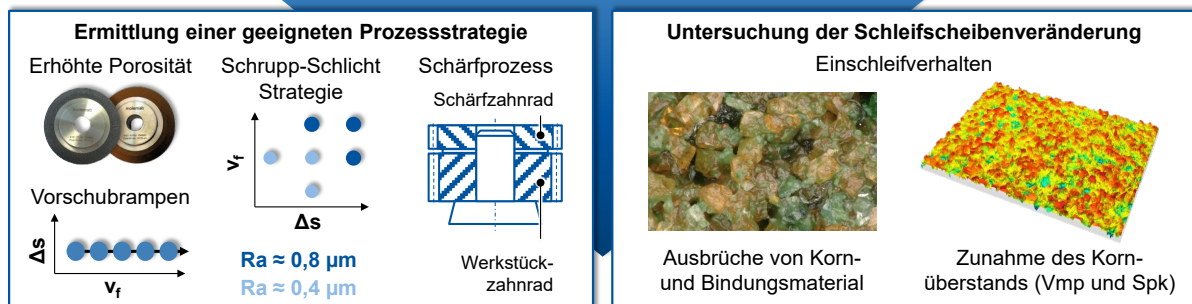 Ermittlung einer geeigneten Prozessstrategie
Erhöhte Porosität
Schrupp-Schlicht
Strategie
v_f
Δs
Ra ≈ 0,8 µm
Ra ≈ 0,4 µm
Schärfprozess
Schärfzahnrad
Werkstück-
zahnrad
Vorschubrampen
Δs
v_f
Untersuchung der Schleifscheibenveränderung
Einschleifverhalten
Ausbrüche von Korn-
und Bindungsmaterial
Zunahme des Korn-
überstands (Vmp und Spk)